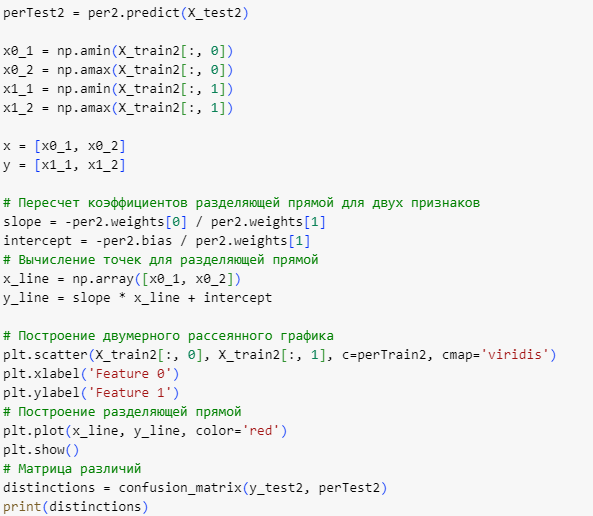 perTest2 = per2.predict(X_test2)
x0_1 = np.amin(X_train2[:, 0])
x0_2 = np.amax(X_train2[:, 0])
x1_1 = np.amin(X_train2[:, 1])
x1_2 = np.amax(X_train2[:, 1])
x = [x0_1, x0_2]
y = [x1_1, x1_2]
# Пересчет коэффициентов разделяющей прямой для двух признаков
slope = -per2.weights[0] / per2.weights[1]
intercept = -per2.bias / per2.weights[1]
# Вычисление точек для разделяющей прямой
x_line = np.array([x0_1, x0_2])
y_line = slope * x_line + intercept
# Построение двумерного рассеянного графика
plt.scatter(X_train2[:, 0], X_train2[:, 1], c=perTrain2, cmap='viridis')
plt.xlabel('Feature 0')
plt.ylabel('Feature 1')
# Построение разделяющей прямой
plt.plot(x_line, y_line, color='red')
plt.show()
# Матрица различий
distinctions = confusion_matrix(y_test2, perTest2)
print(distinctions)